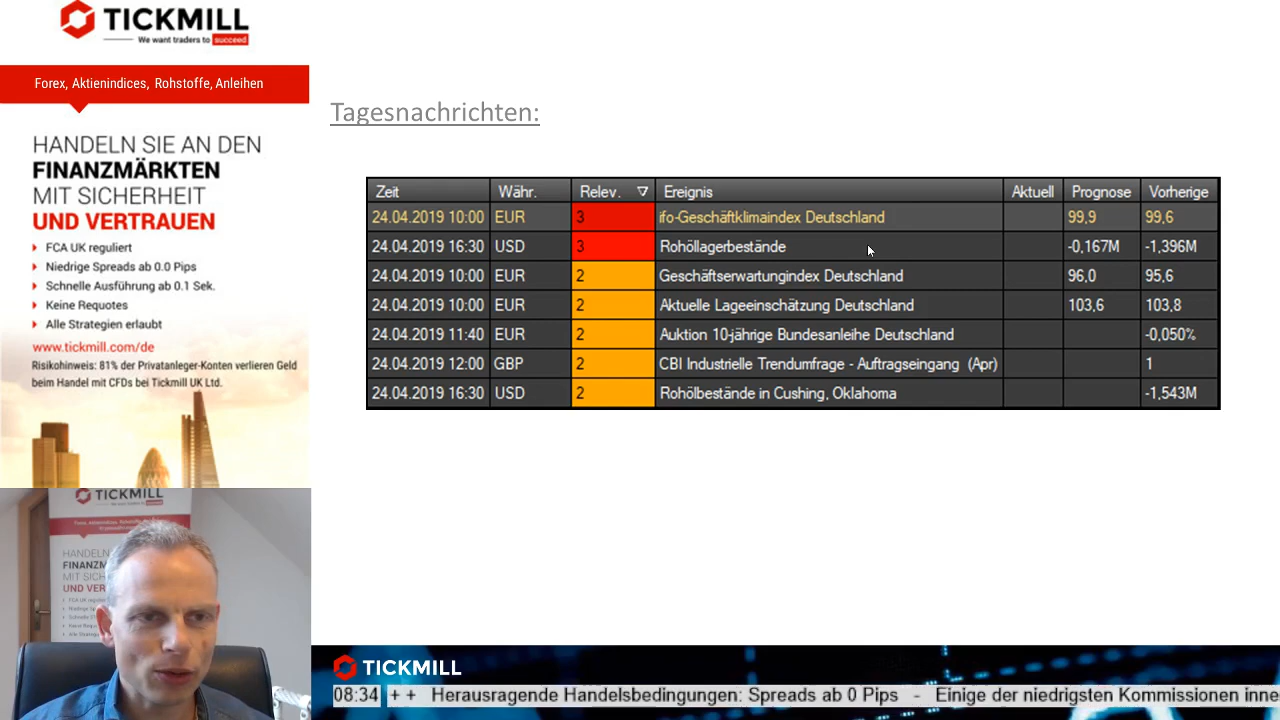 TICKMILL
We want traders to succeed
Forex, Aktienindices, Rohstoffe, Anleihen
HANDELN SIE AN DEN
FINANZMÄRKTEN
MIT SICHERHEIT
UND VERTRAUEN
FCA UK reguliert
Niedrige Spreads ab 0.0 Pips
Schnelle Ausführung ab 0.1 Sek.
Keine Requotes
Alle Strategien erlaubt
www.tickmill.com/de
Risikohinweis: 81% der Privatanleger-Konten verlieren Geld
beim Handel mit CFDs bei Tickmill UK Ltd.
Tagesnachrichten:
Zeit Währ. Relev. Ereignis Aktuell Prognose Vorherige
24.04.2019 10:00 EUR 3 ifo-Geschäftklimaindex Deutschland 99,9 99,6
24.04.2019 16:30 USD 3 Rohöllagerbestände -0,167M -1,396M
24.04.2019 10:00 EUR 2 Geschäftserwartungindex Deutschland 96,0 95,6
24.04.2019 10:00 EUR 2 Aktuelle Lageeinschätzung Deutschland 103,6 103,8
24.04.2019 11:40 EUR 2 Auktion 10-jährige Bundesanleihe Deutschland -0,050%
24.04.2019 12:00 GBP 2 CBI Industrielle Trendumfrage - Auftragseingang (Apr) 1
24.04.2019 16:30 USD 2 Rohölbestände in Cushing, Oklahoma -1,543M
TICKMILL
HANDELN
FINANZM
MIT SICH
UND VER
TICKMILL
08:34 + + Herausragende Handelsbedingungen: Spreads ab 0 Pips - Einige der niedrigsten Kommissionen inne